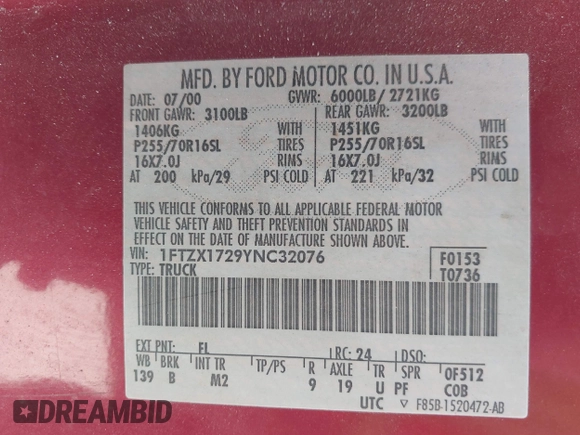 MFD. BY FORD MOTOR CO. IN U.S.A.
DATE: 07/00 GVWR: 6000LB/ 2721KG
FRONT GAWR: 3100LB REAR GAWR: 3200LB
1406KG WITH 1451KG WITH
P255/70R16SL TIRES P255/70R16SL TIRES
16X7.0J RIMS 16X7.0J RIMS
AT 200 kPa/29 PSI COLD AT 221 kPa/32 PSI COLD
THIS VEHICLE CONFORMS TO ALL APPLICABLE FEDERAL MOTOR
VEHICLE SAFETY AND THEFT PREVENTION STANDARDS IN
EFFECT ON THE DATE OF MANUFACTURE SHOWN ABOVE.
VIN: 1FTZX1729YNC32076 F0153
TYPE: TRUCK T0736
EXT PNT: FL RC: 24 DSO:
WB BRK INT TR TP/PS R AXLE TR SPR 0F512
139 B M2 9 19 U PF COB
UTC ▽ F85B-1520472-AB
DREAMBID